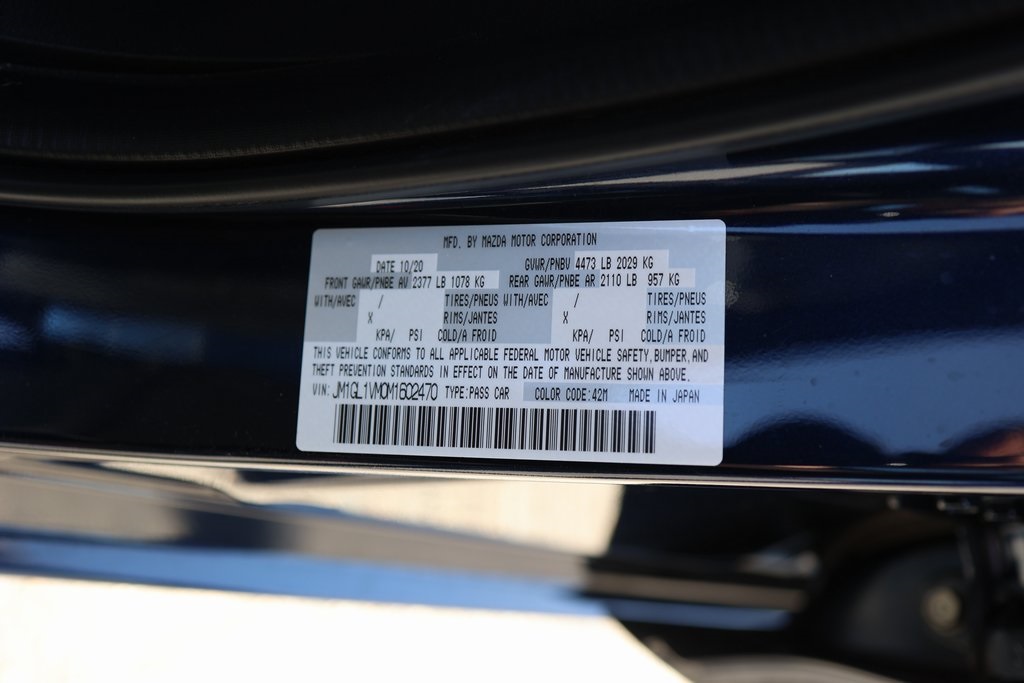 MFD. BY MAZDA MOTOR CORPORATION
DATE 10/20 GVWR/PNBV 4473 LB 2029 KG
FRONT GAWR/PNBE AV 2377 LB 1078 KG REAR GAWR/PNBE AR 2110 LB 957 KG
WITH/AVEC / TIRES/PNEUS WITH/AVEC / TIRES/PNEUS
X RIMS/JANTES X RIMS/JANTES
KPA/ PSI COLD/A FROID KPA/ PSI COLD/A FROID
THIS VEHICLE CONFORMS TO ALL APPLICABLE FEDERAL MOTOR VEHICLE SAFETY, BUMPER, AND
THEFT PREVENTION STANDARDS IN EFFECT ON THE DATE OF MANUFACTURE SHOWN ABOVE.
VIN: JM1GL1VM0M1602470 TYPE:PASS CAR COLOR CODE:42M MADE IN JAPAN